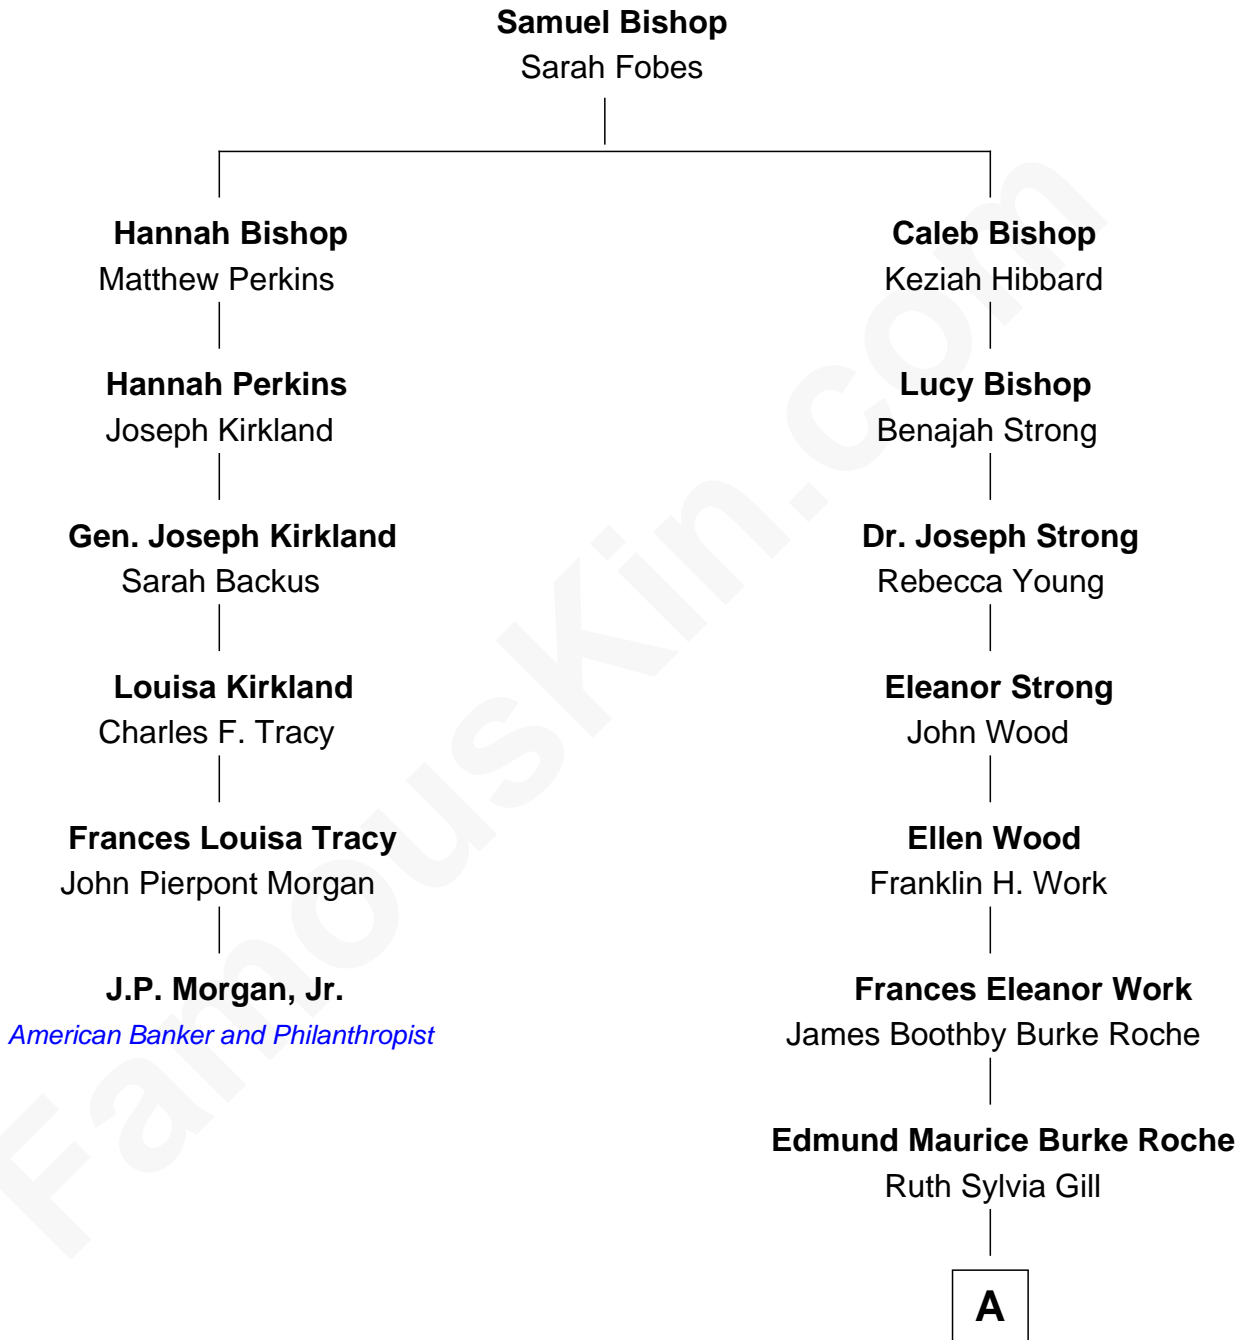 Samuel Bishop
Sarah Fobes
Hannah Bishop
Matthew Perkins
Caleb Bishop
Keziah Hibbard
Hannah Perkins
Joseph Kirkland
Lucy Bishop
Benajah Strong
Gen. Joseph Kirkland
Sarah Backus
Dr. Joseph Strong
Rebecca Young
Louisa Kirkland
Charles F. Tracy
Eleanor Strong
John Wood
Frances Louisa Tracy
John Pierpont Morgan
Ellen Wood
Franklin H. Work
J.P. Morgan, Jr.
American Banker and Philanthropist
Frances Eleanor Work
James Boothby Burke Roche
Edmund Maurice Burke Roche
Ruth Sylvia Gill
A
FamousKin.com